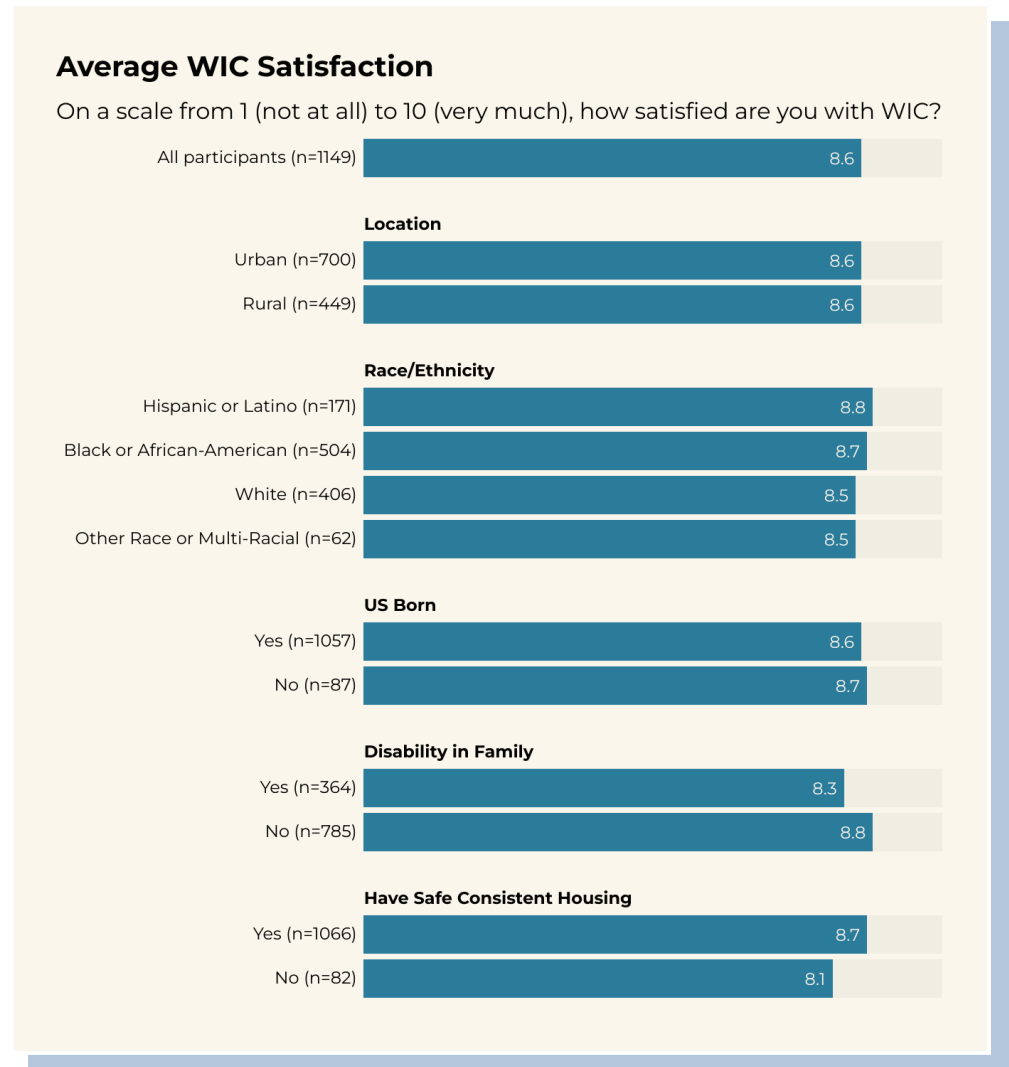 Average WIC Satisfaction
On a scale from 1 (not at all) to 10 (very much), how satisfied are you with WIC?
All participants (n=1149) 8.6
Location
Urban (n=700) 8.6
Rural (n=449) 8.6
Race/Ethnicity
Hispanic or Latino (n=171) 8.8
Black or African-American (n=504) 8.7
White (n=406) 8.5
Other Race or Multi-Racial (n=62) 8.5
US Born
Yes (n=1057) 8.6
No (n=87) 8.7
Disability in Family
Yes (n=364) 8.3
No (n=785) 8.8
Have Safe Consistent Housing
Yes (n=1066) 8.7
No (n=82) 8.1